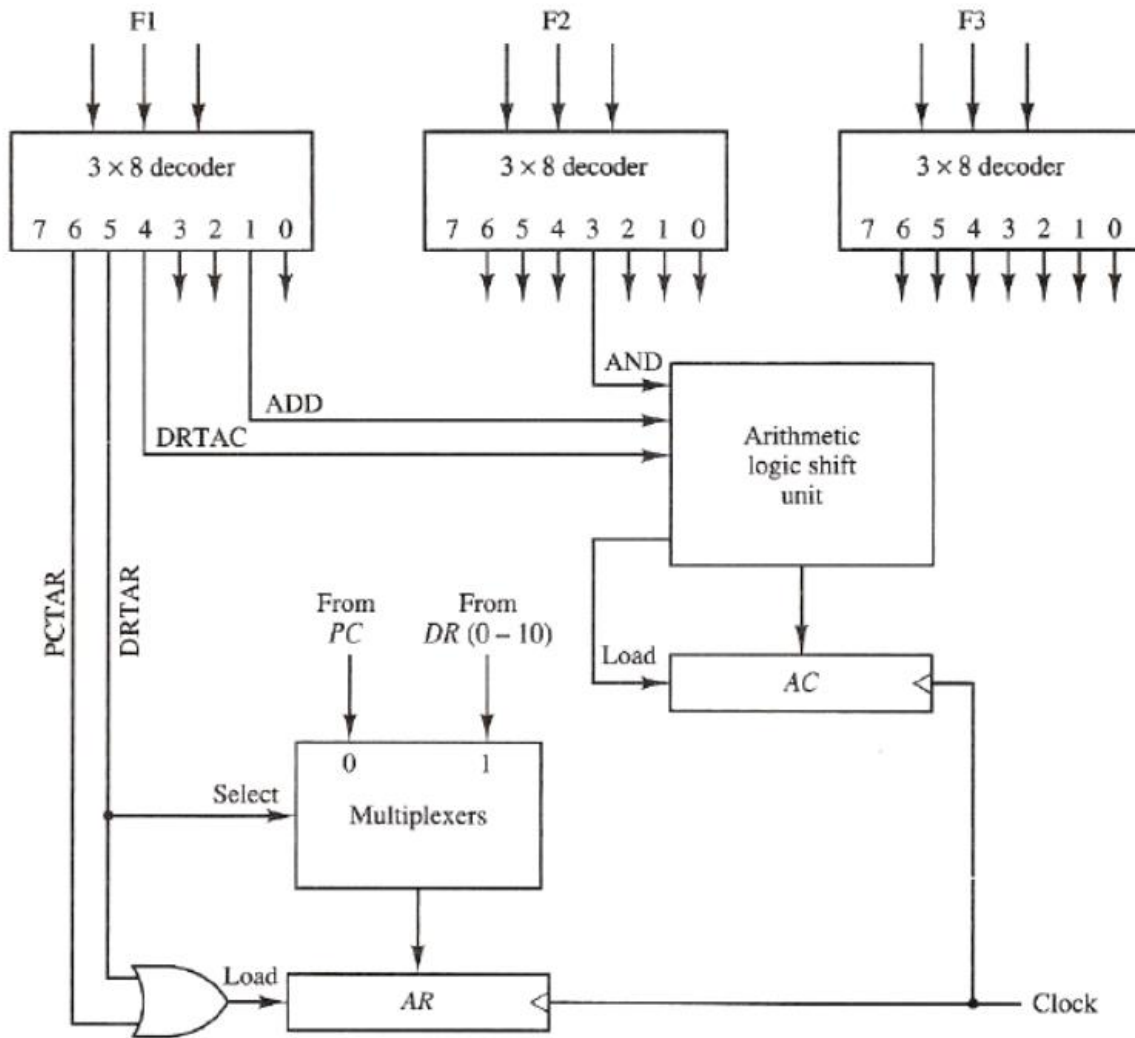 F1 F2 F3
3 × 8 decoder 3 × 8 decoder 3 × 8 decoder
7 6 5 4 3 2 1 0 7 6 5 4 3 2 1 0 7 6 5 4 3 2 1 0
AND
ADD
DRTAC
Arithmetic
logic shift
unit
PCTAR
DRTAR
From From
PC DR (0 – 10)
Load
AC
0 1
Select
Multiplexers
Load
AR
Clock